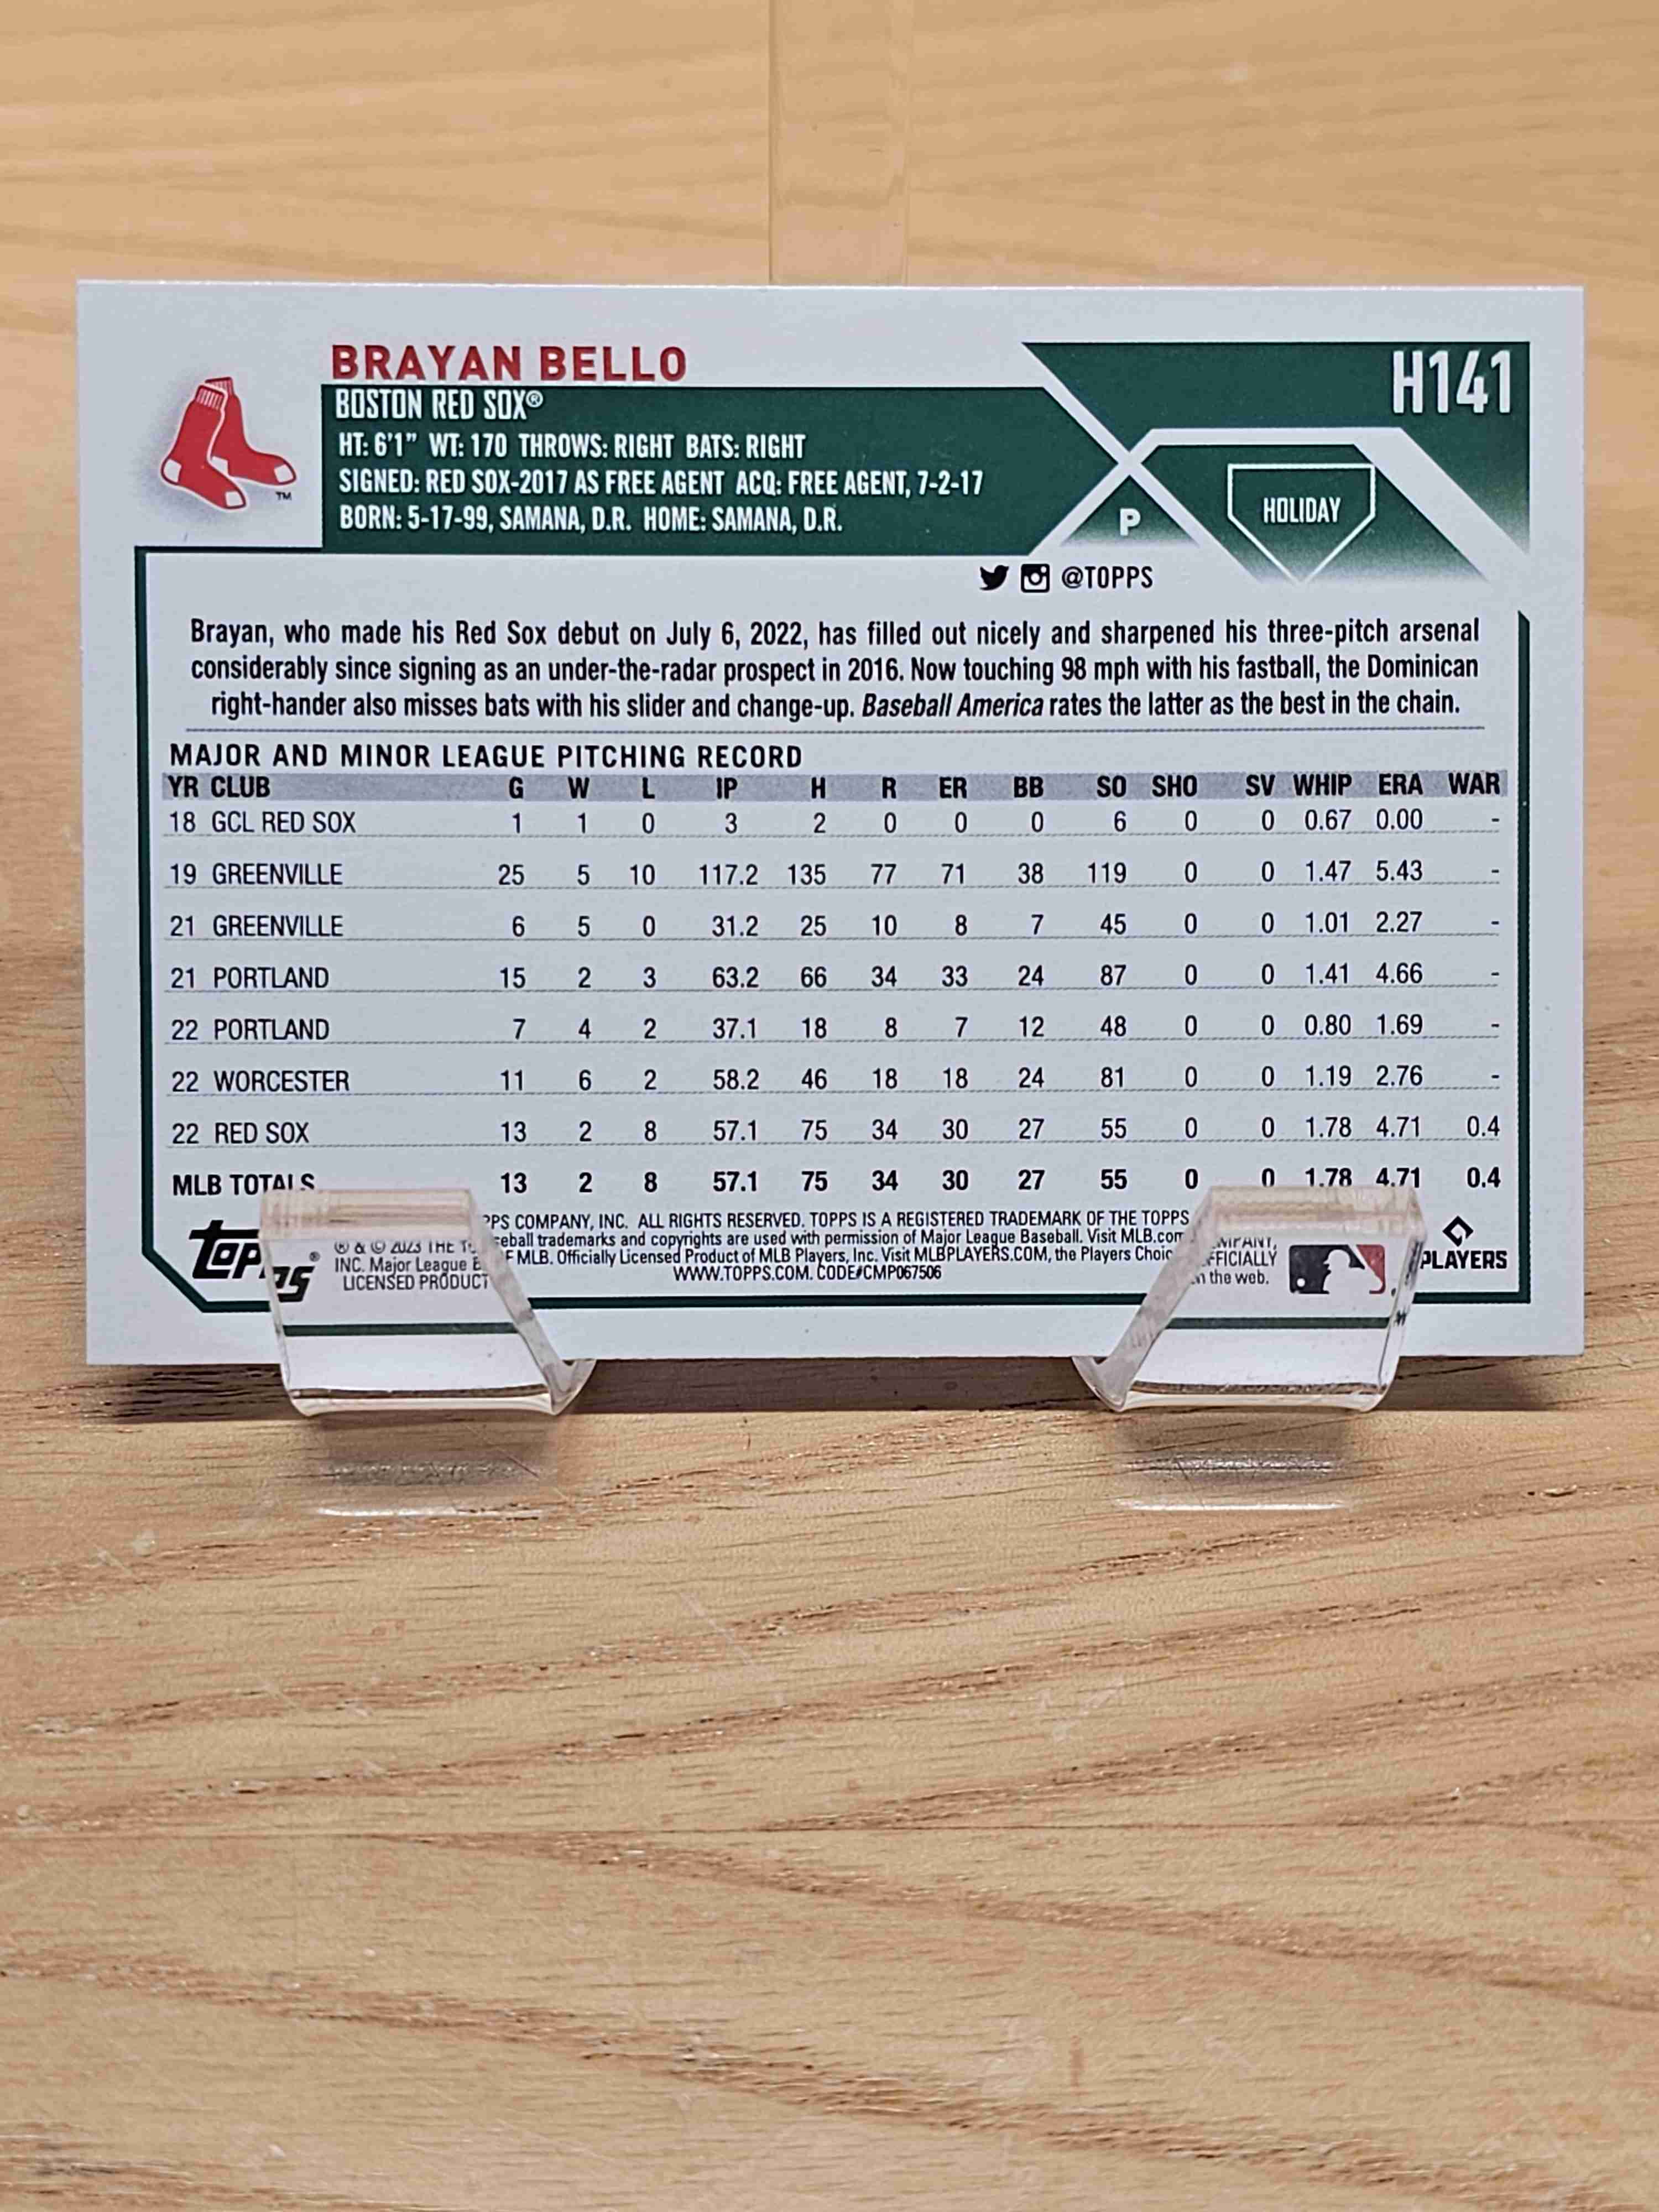 BRAYAN BELLO
H141
BOSTON RED SOX®
HT: 6'1" WT: 170 THROWS: RIGHT BATS: RIGHT
SIGNED: RED SOX-2017 AS FREE AGENT ACQ: FREE AGENT, 7-2-17
BORN: 5-17-99, SAMANA, D.R. HOME: SAMANA, D.R.
TM
P
HOLIDAY
@TOPPS
Brayan, who made his Red Sox debut on July 6, 2022, has filled out nicely and sharpened his three-pitch arsenal
considerably since signing as an under-the-radar prospect in 2016. Now touching 98 mph with his fastball, the Dominican
right-hander also misses bats with his slider and change-up. Baseball America rates the latter as the best in the chain.
MAJOR AND MINOR LEAGUE PITCHING RECORD
YR CLUB G W L IP H R ER BB SO SHO SV WHIP ERA WAR
18 GCL RED SOX 1 1 0 3 2 0 0 0 6 0 0 0.67 0.00 -
19 GREENVILLE 25 5 10 117.2 135 77 71 38 119 0 0 1.47 5.43 -
21 GREENVILLE 6 5 0 31.2 25 10 8 7 45 0 0 1.01 2.27 -
21 PORTLAND 15 2 3 63.2 66 34 33 24 87 0 0 1.41 4.66 -
22 PORTLAND 7 4 2 37.1 18 8 7 12 48 0 0 0.80 1.69 -
22 WORCESTER 11 6 2 58.2 46 18 18 24 81 0 0 1.19 2.76 -
22 RED SOX 13 2 8 57.1 75 34 30 27 55 0 0 1.78 4.71 0.4
MLB TOTALS 13 2 8 57.1 75 34 30 27 55 0 0 1.78 4.71 0.4
Topps ®
® & © 2023 THE COMPANY, INC. ALL RIGHTS RESERVED. TOPPS IS A REGISTERED TRADEMARK OF THE TOPPS COMPANY,
INC. Major League trademarks and copyrights are used with permission of Major League Baseball. Visit MLB.com OFFICIALLY
LICENSED PRODUCT MLB. Officially Licensed Product of MLB Players, Inc. Visit MLBPLAYERS.COM, the Players on the web.
WWW.TOPPS.COM. CODE#CMP067506
PLAYERS